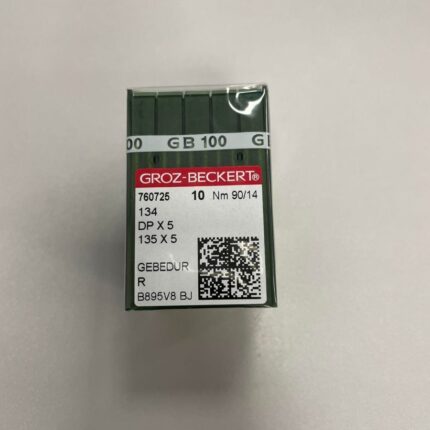 00 GB 100 G
GROZ-BECKERT®
760725 10 Nm 90/14
134
DP X 5
135 X 5
GEBEDUR
R
B895V8 BJ